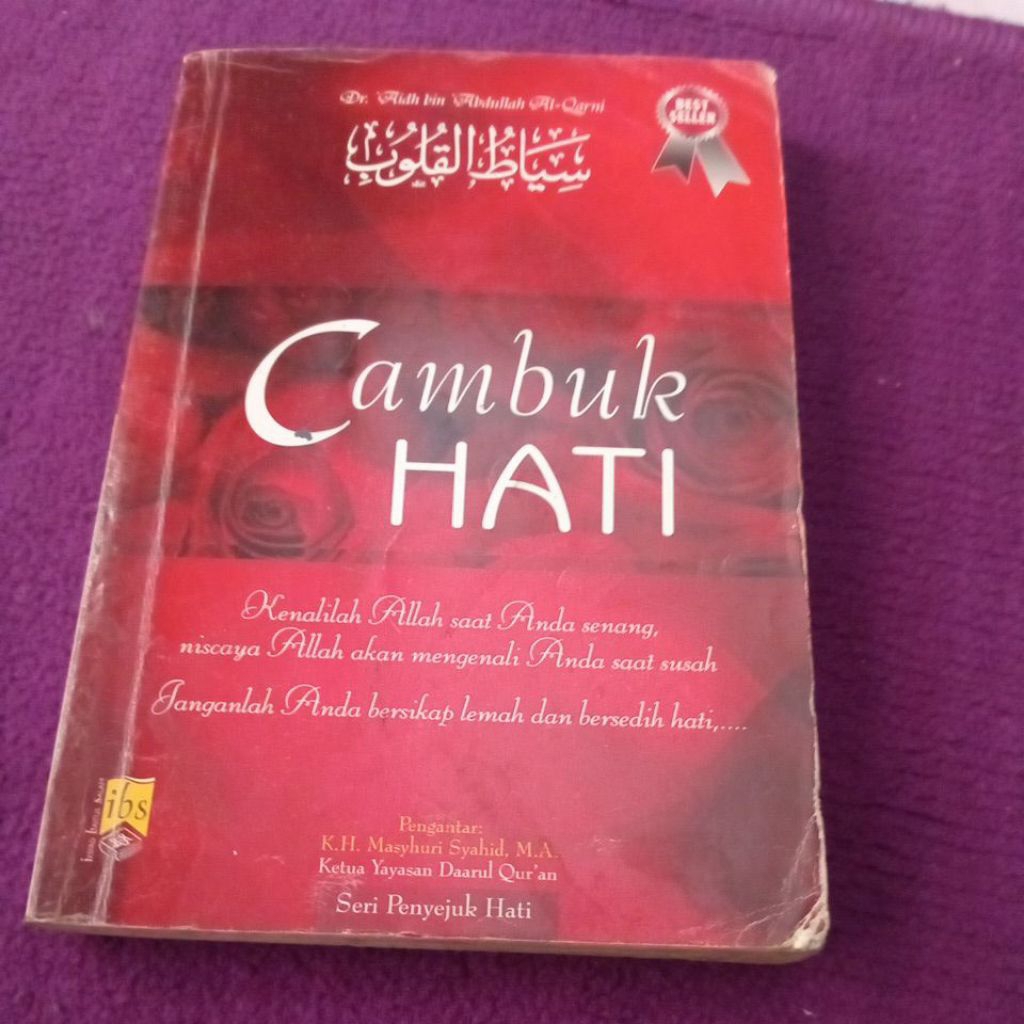 Dr. 'Aidh bin 'Abdullah Al-Qarni
سِيَاطُ الْقُلُوْبِ
BEST
SELLER
Cambuk
HATI
Kenalilah Allah saat Anda senang,
niscaya Allah akan mengenali Anda saat susah
Janganlah Anda bersikap lemah dan bersedih hati,....
ibs
Pengantar:
K.H. Masyhuri Syahid, M.A.
Ketua Yayasan Daarul Qur'an
Seri Penyejuk Hati